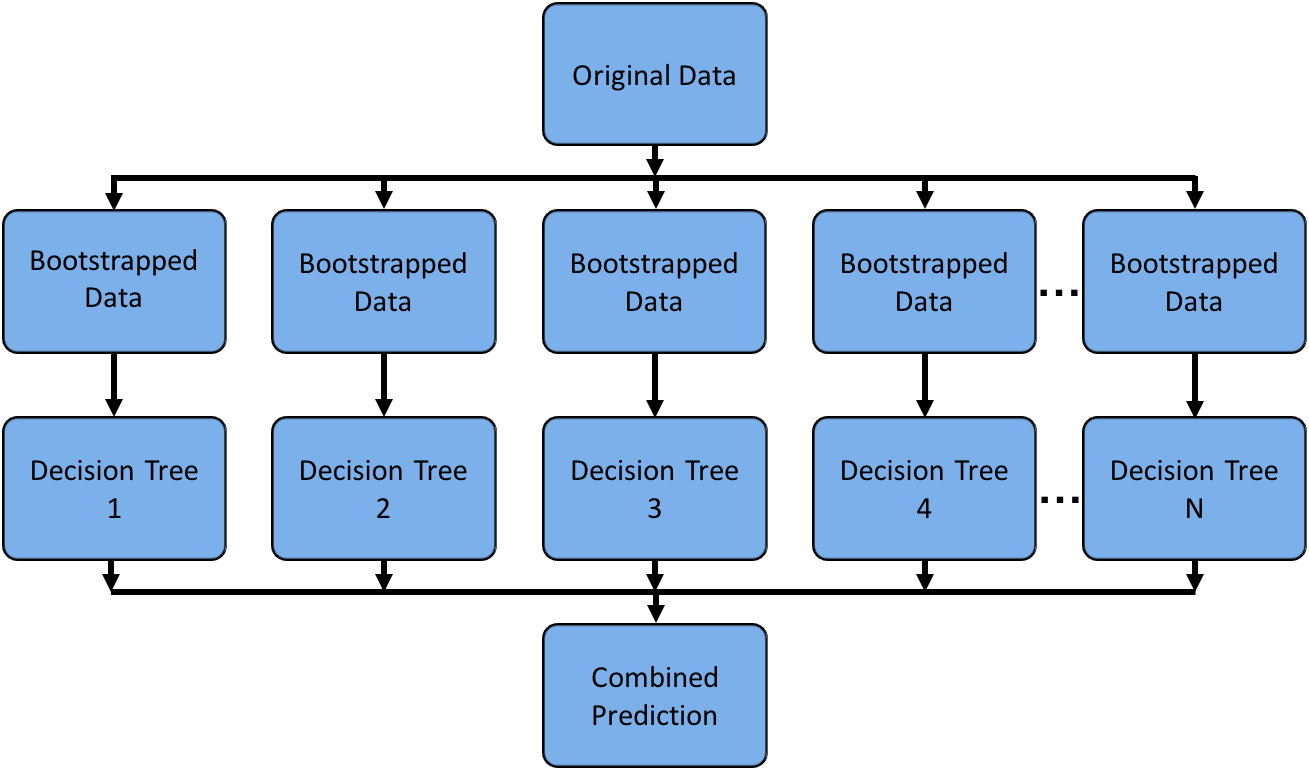 Original Data
Bootstrapped
Data
Bootstrapped
Data
Bootstrapped
Data
Bootstrapped
Data
...
Bootstrapped
Data
Decision Tree
1
Decision Tree
2
Decision Tree
3
Decision Tree
4
...
Decision Tree
N
Combined
Prediction